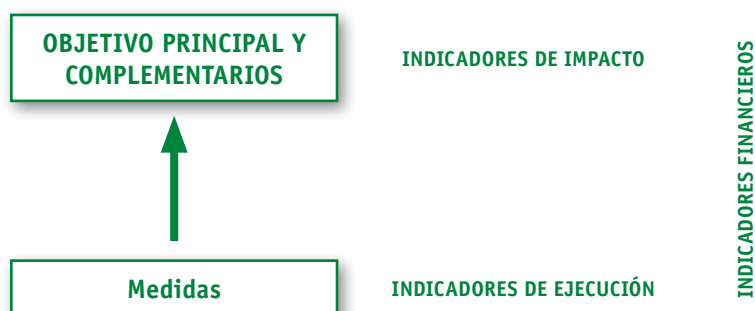 OBJETIVO PRINCIPAL Y
COMPLEMENTARIOS
INDICADORES DE IMPACTO
Medidas
INDICADORES DE EJECUCIÓN
INDICADORES FINANCIEROS